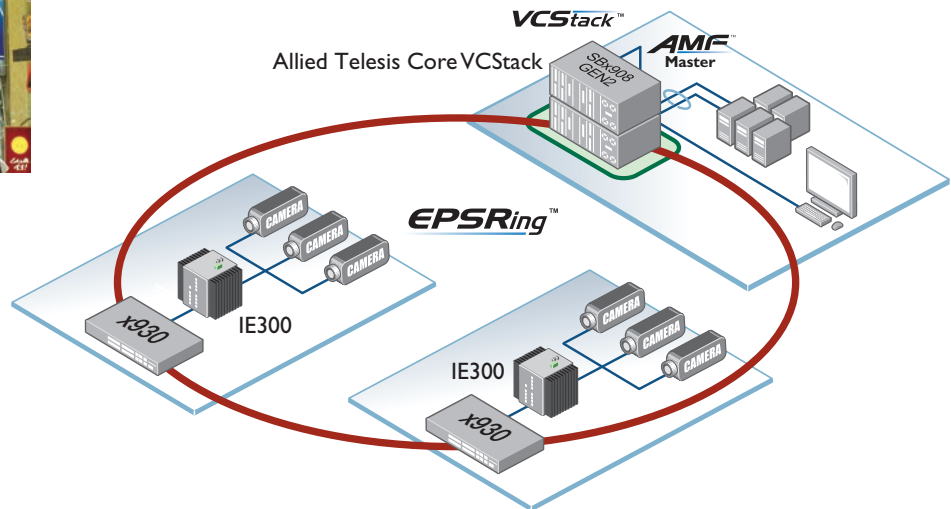 VCStack™
AMF™
Master
Allied Telesis Core VCStack
SBx908
GEN2
EPSRing™
CAMERA
CAMERA
CAMERA
IE300
x930
CAMERA
CAMERA
CAMERA
IE300
x930